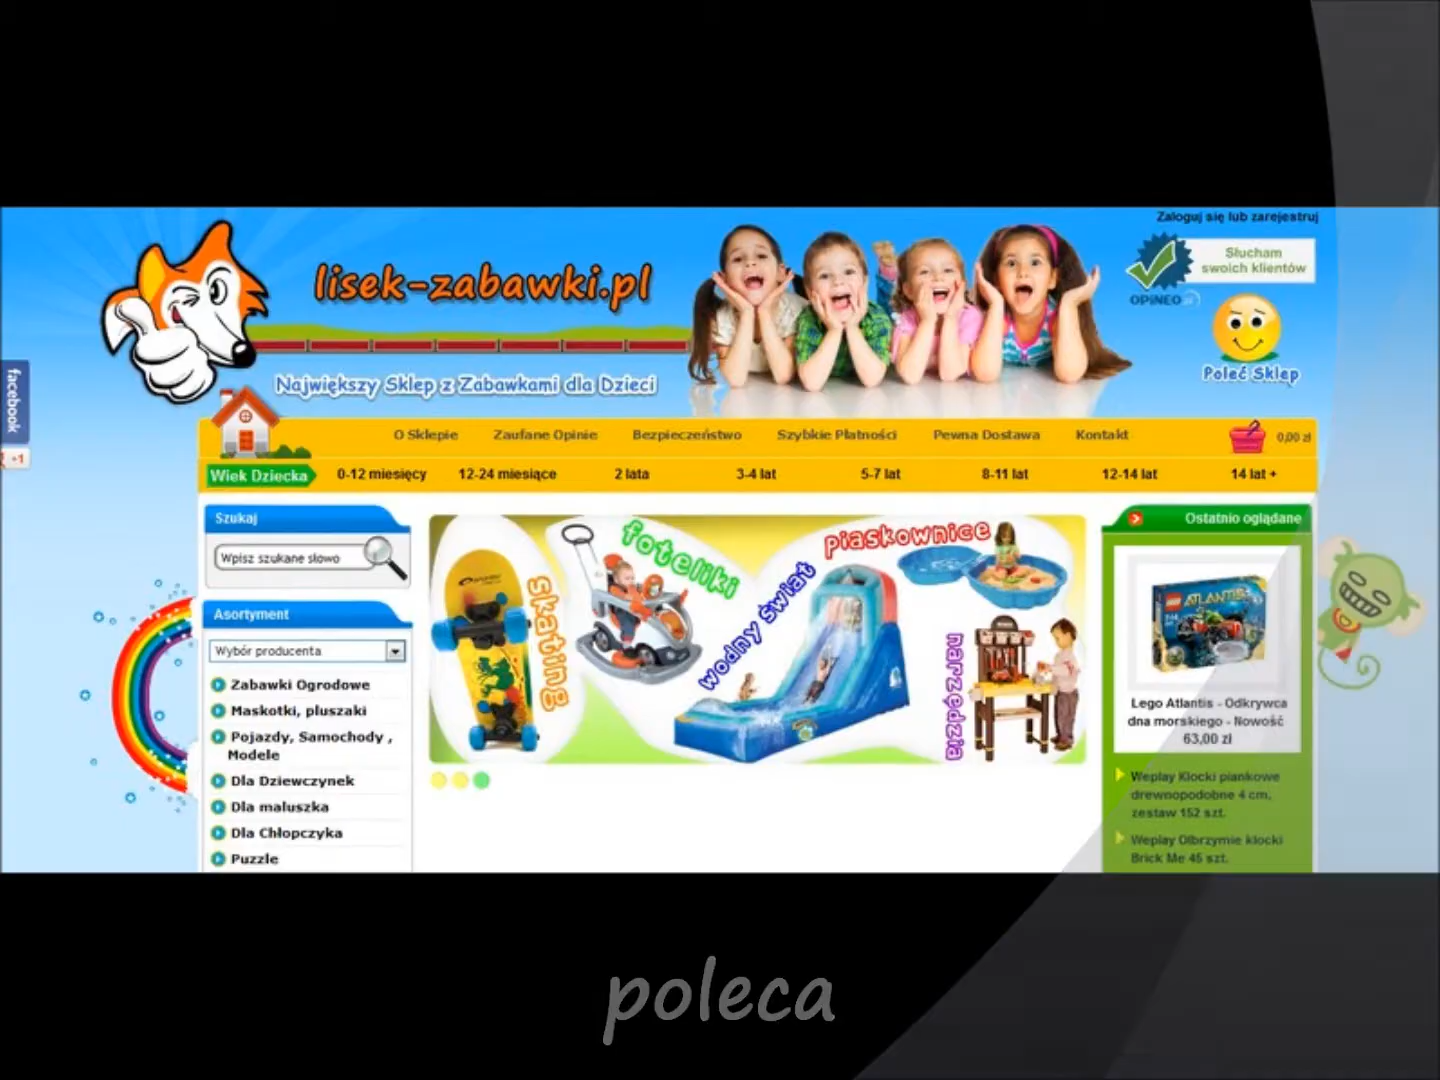 Zaloguj się lub zarejestruj
lisek-zabawki.pl
Słucham
swoich klientów
OPINEO
Największy Sklep z Zabawkami dla Dzieci
Poleć Sklep
facebook
+1
O Sklepie Zaufane Opinie Bezpieczeństwo Szybkie Płatności Pewna Dostawa Kontakt 0,00 zł
Wiek Dziecka 0-12 miesięcy 12-24 miesiące 2 lata 3-4 lat 5-7 lat 8-11 lat 12-14 lat 14 lat +
Szukaj
Wpisz szukane słowo
Asortyment
Wybór producenta
Zabawki Ogrodowe
Maskotki, pluszaki
Pojazdy, Samochody ,
Modele
Dla Dziewczynek
Dla maluszka
Dla Chłopczyka
Puzzle
skating
foteliki
wodny świat
piaskownice
narzędzia
Ostatnio oglądane
LEGO ATLANTIS
Lego Atlantis - Odkrywca
dna morskiego - Nowość
63,00 zł
Weplay Klocki piankowe
drewnopodobne 4 cm,
zestaw 152 szt.
Weplay Olbrzymie klocki
Brick Me 45 szt.
poleca